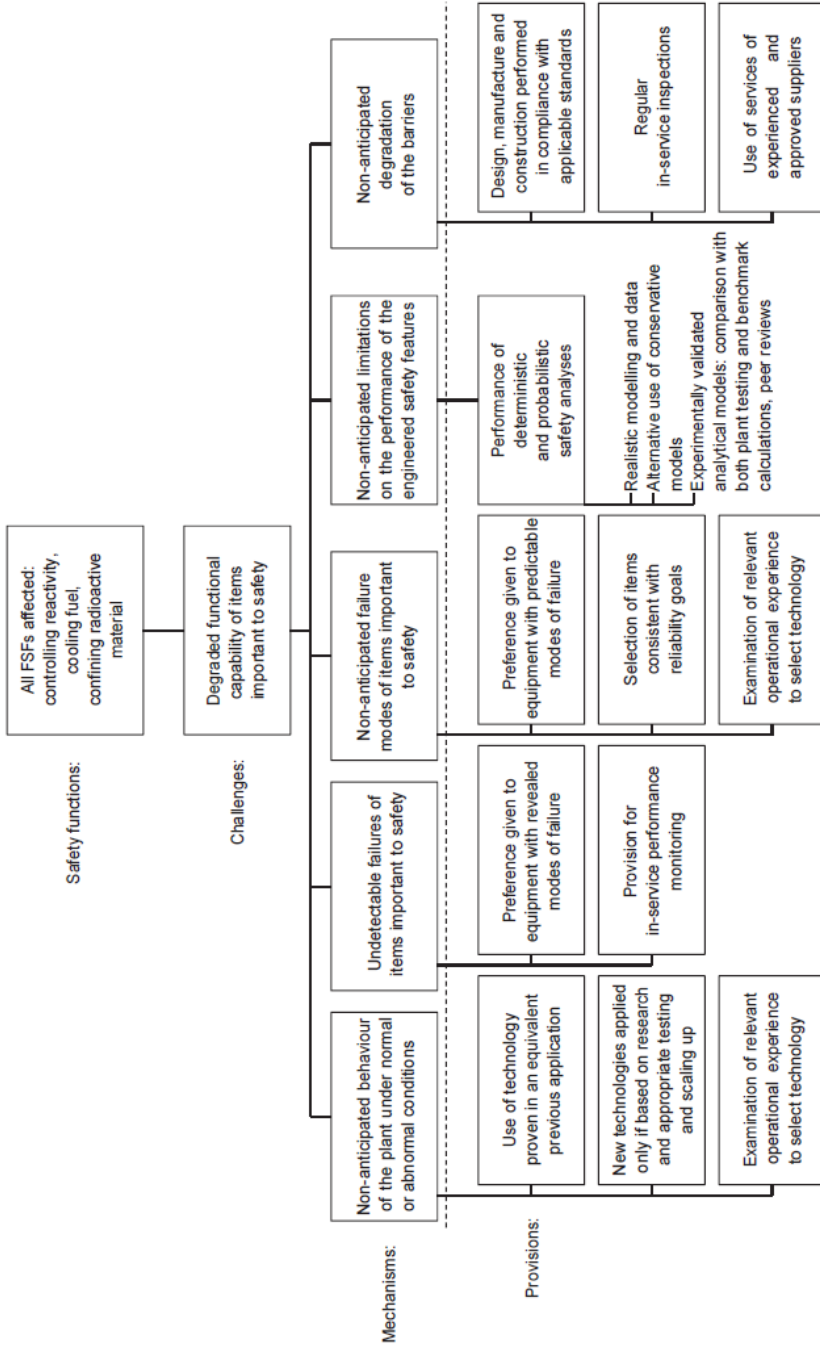 Safety functions:
All FSFs affected:
controlling reactivity,
cooling fuel,
confining radioactive
material
Challenges:
Degraded functional
capability of items
important to safety
Mechanisms:
Non-anticipated behaviour
of the plant under normal
or abnormal conditions
Undetectable failures of
items important to safety
Non-anticipated failure
modes of items important
to safety
Non-anticipated limitations
on the performance of the
engineered safety features
Non-anticipated
degradation
of the barriers
Provisions:
Use of technology
proven in an equivalent
previous application
New technologies applied
only if based on research
and appropriate testing
and scaling up
Examination of relevant
operational experience
to select technology
Preference given to
equipment with revealed
modes of failure
Provision for
in-service performance
monitoring
Preference given to
equipment with predictable
modes of failure
Selection of items
consistent with
reliability goals
Examination of relevant
operational experience
to select technology
Performance of
deterministic
and probabilistic
safety analyses
Realistic modelling and data
Alternative use of conservative
models
Experimentally validated
analytical models: comparison with
both plant testing and benchmark
calculations, peer reviews
Design, manufacture and
construction performed
in compliance with
applicable standards
Regular
in-service inspections
Use of services of
experienced and
approved suppliers